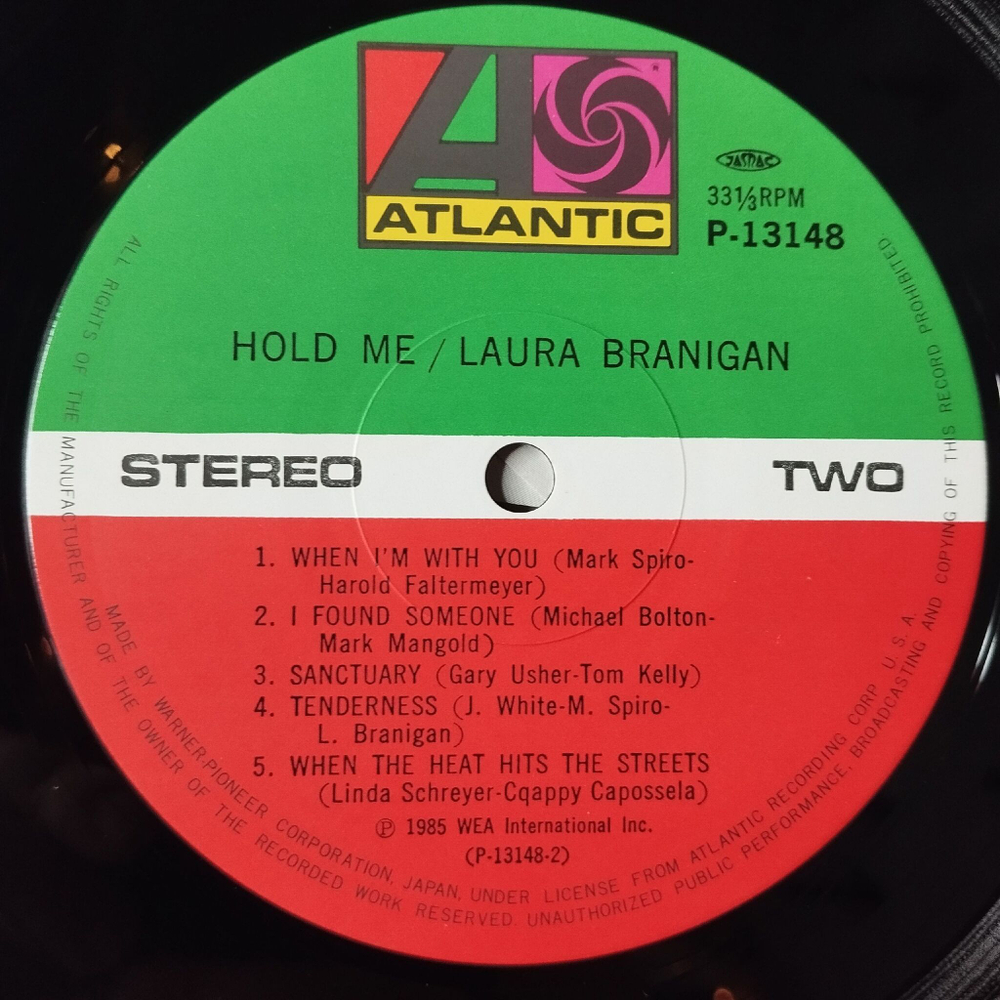 ATLANTIC
JASRAC
33⅓RPM
P-13148
HOLD ME / LAURA BRANIGAN
STEREO
TWO
1. WHEN I'M WITH YOU (Mark Spiro-
Harold Faltermeyer)
2. I FOUND SOMEONE (Michael Bolton-
Mark Mangold)
3. SANCTUARY (Gary Usher-Tom Kelly)
4. TENDERNESS (J. White-M. Spiro-
L. Branigan)
5. WHEN THE HEAT HITS THE STREETS
(Linda Schreyer-Cqappy Capossela)
℗ 1985 WEA International Inc.
(P-13148-2)
MADE BY WARNER-PIONEER CORPORATION, JAPAN, UNDER LICENSE FROM ATLANTIC RECORDING CORP. U. S. A.
ALL RIGHTS OF THE MANUFACTURER AND OF THE OWNER OF THE RECORDED WORK RESERVED. UNAUTHORIZED PUBLIC PERFORMANCE, BROADCASTING AND COPYING OF THIS RECORD PROHIBITED